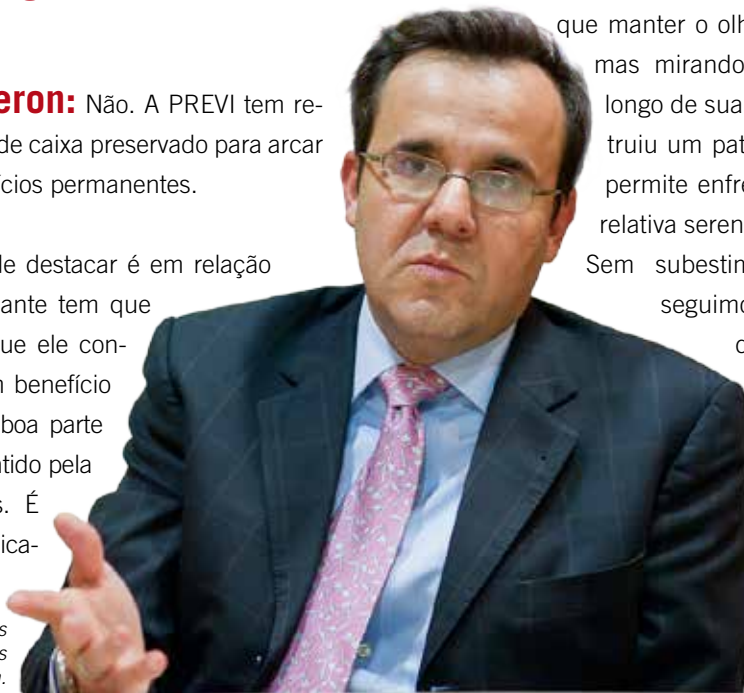 eron: Não. A PREVI tem re-
de caixa preservado para arcar
ícios permanentes.
le destacar é em relação
ante tem que
ue ele con-
n benefício
boa parte
tido pela
s. É
ica-
s
s
.
que manter o olh
mas mirando
longo de sua
truiu um pat
permite enfre
relativa seren
Sem subestin
seguimo